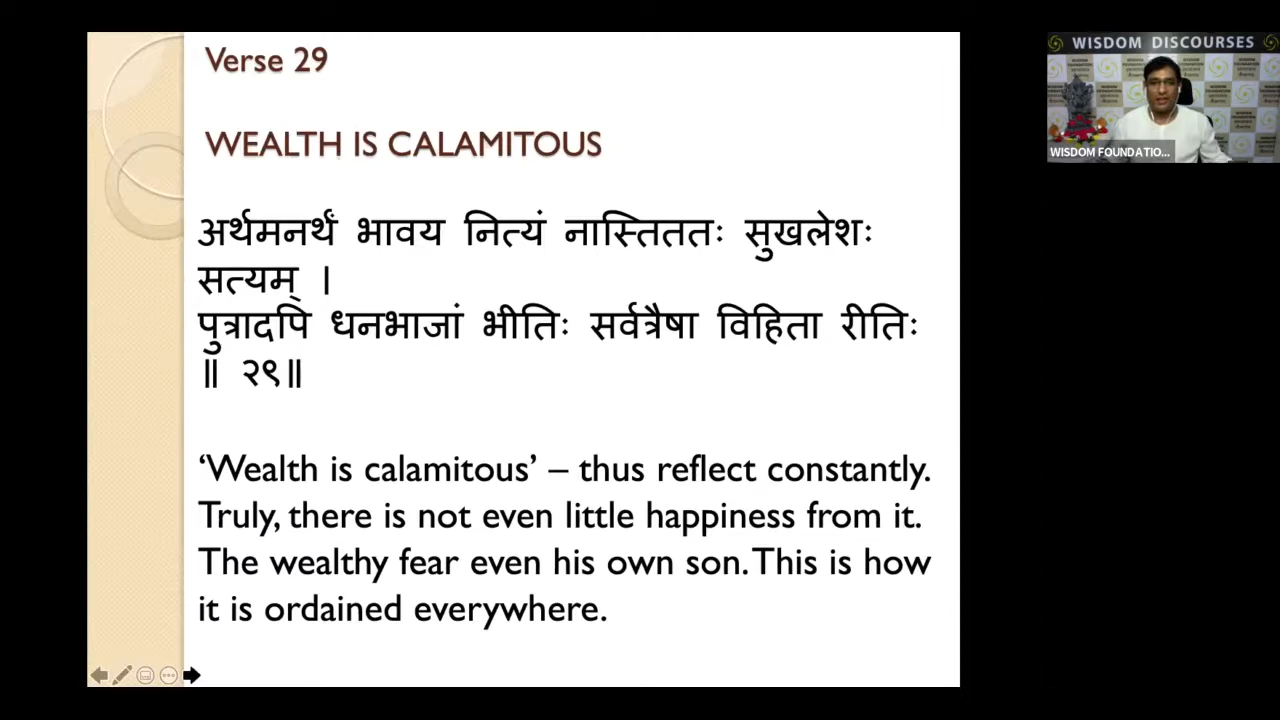 Verse 29
WEALTH IS CALAMITOUS
अर्थमनर्थं भावय नित्यं नास्तिततः सुखलेशः
सत्यम् ।
पुत्रादपि धनभाजां भीतिः सर्वत्रैषा विहिता रीतिः
॥ २९॥
‘Wealth is calamitous’ – thus reflect constantly.
Truly, there is not even little happiness from it.
The wealthy fear even his own son. This is how
it is ordained everywhere.
WISDOM DISCOURSES
WISDOM FOUNDATIO...